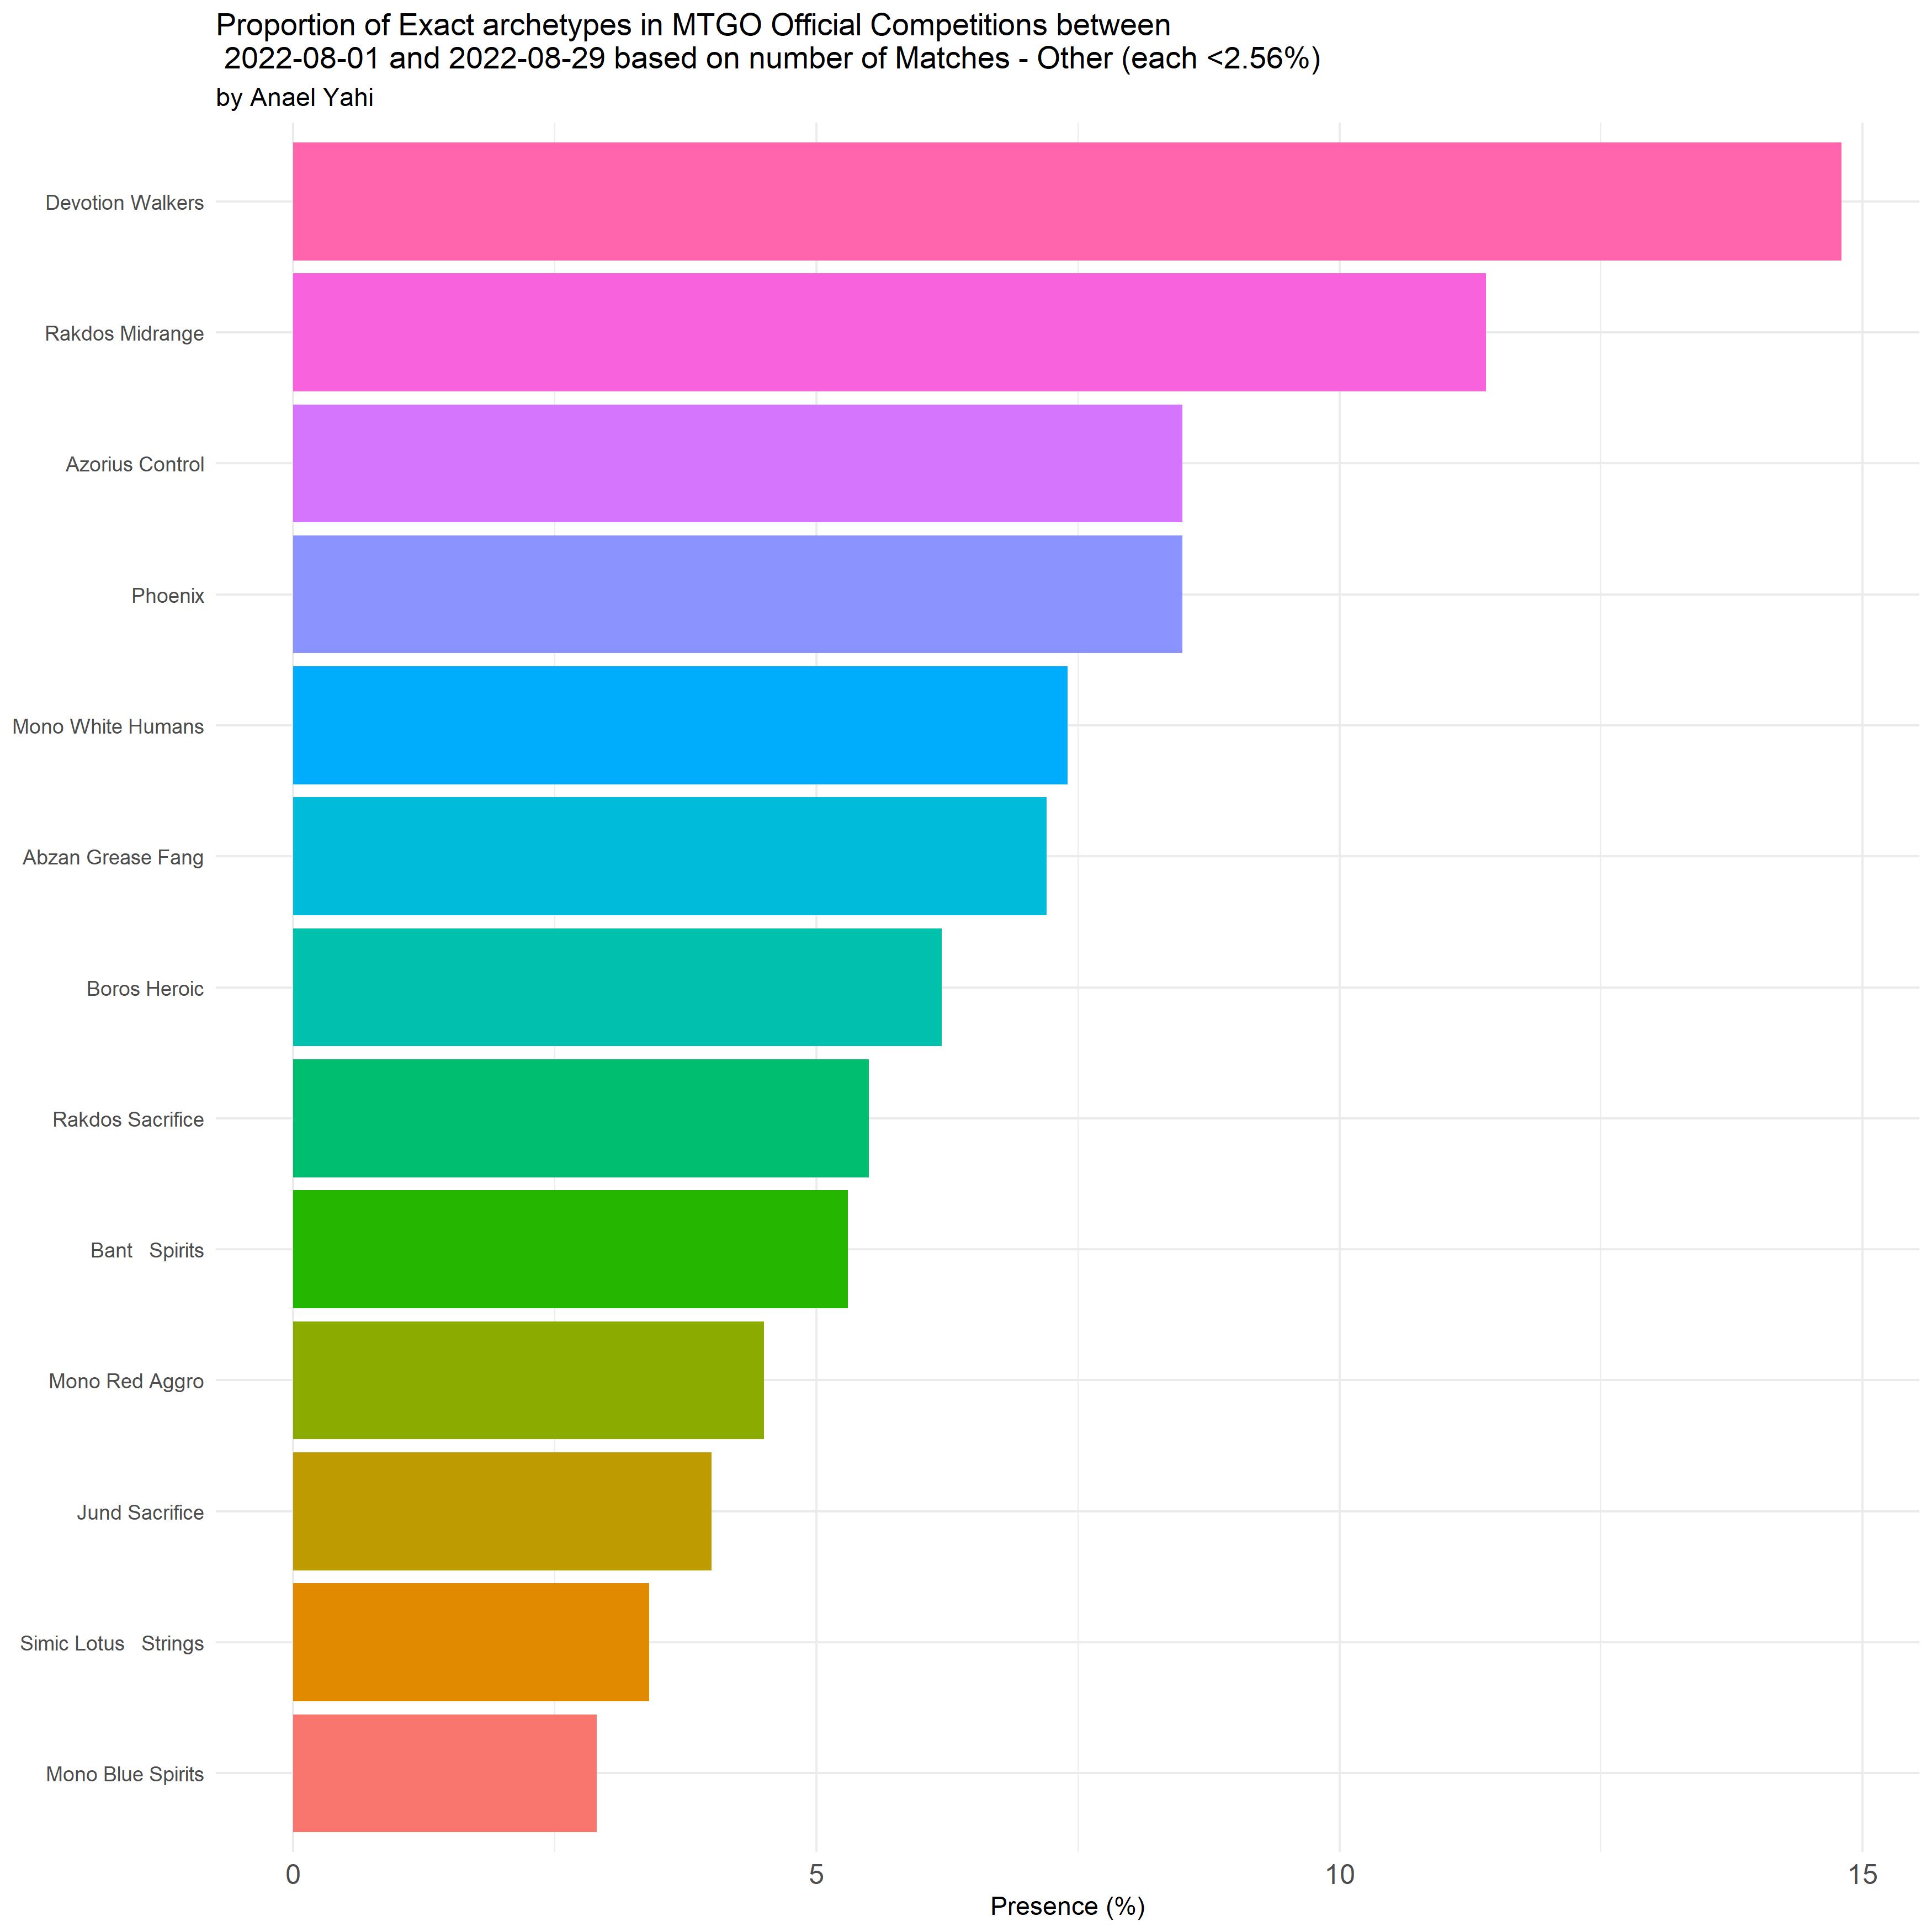 Proportion of Exact archetypes in MTGO Official Competitions between
2022-08-01 and 2022-08-29 based on number of Matches - Other (each <2.56%)
by Anael Yahi
Devotion Walkers
Rakdos Midrange
Azorius Control
Phoenix
Mono White Humans
Abzan Grease Fang
Boros Heroic
Rakdos Sacrifice
Bant   Spirits
Mono Red Aggro
Jund Sacrifice
Simic Lotus   Strings
Mono Blue Spirits
0 5 10 15
Presence (%)